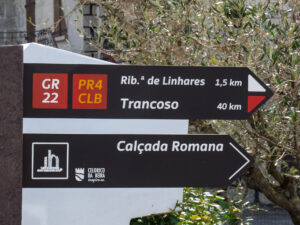 GR
22
PR4
CLB
Rib.ª de Linhares 1,5 km
Trancoso 40 km
Calçada Romana
CELORICO
DA BEIRA